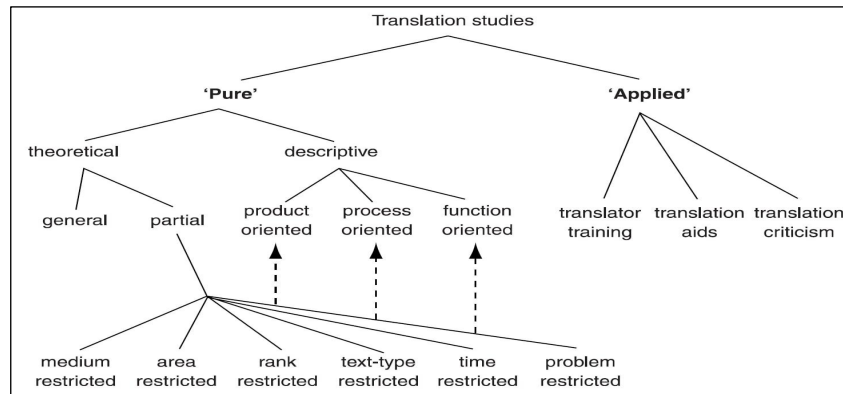 Translation studies
‘Pure’
‘Applied’
theoretical
descriptive
general
partial
product
oriented
process
oriented
function
oriented
translator
training
translation
aids
translation
criticism
medium
restricted
area
restricted
rank
restricted
text-type
restricted
time
restricted
problem
restricted